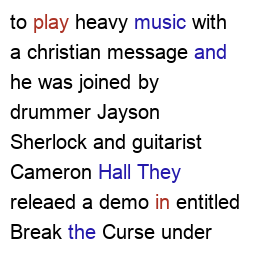 to play heavy music with
a christian message and
he was joined by
drummer Jayson
Sherlock and guitarist
Cameron Hall They
releaed a demo in entitled
Break the Curse under